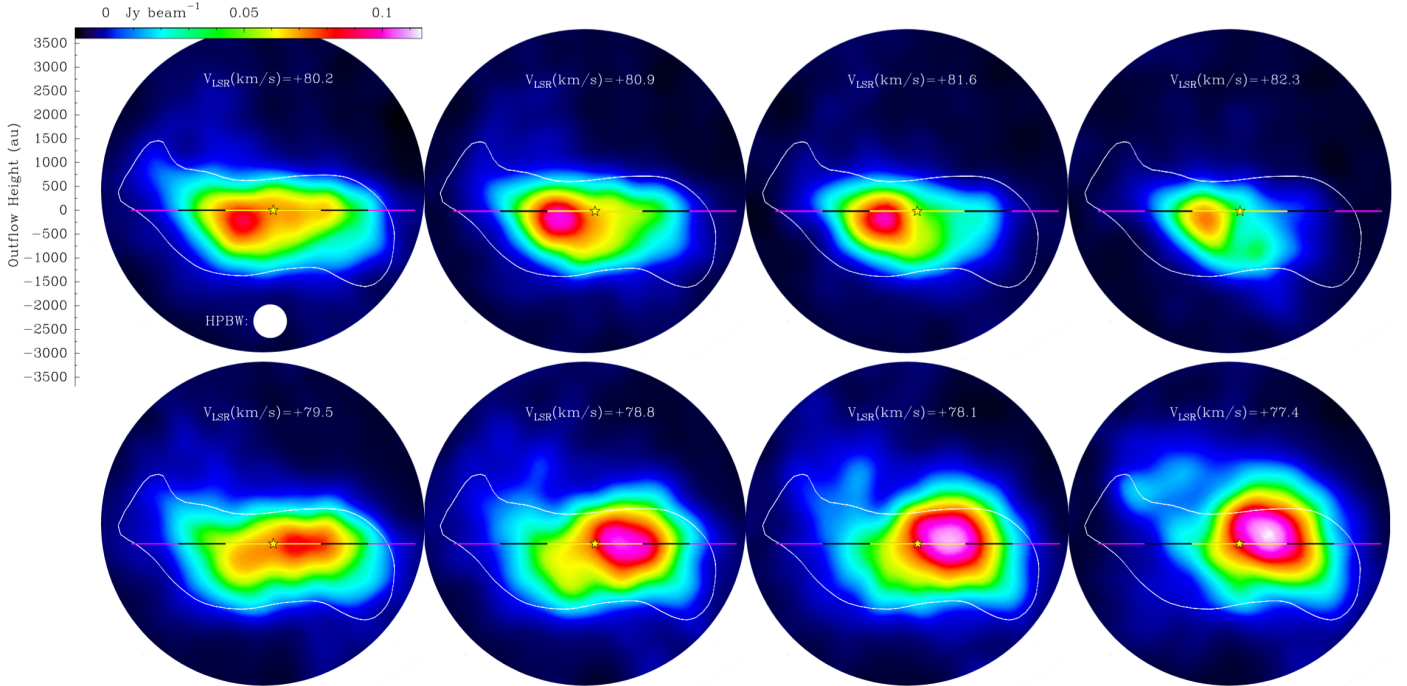 0 Jy beam⁻¹ 0.05 0.1
3500
3000
2500
2000
1500
1000
500
0
−500
−1000
−1500
−2000
−2500
−3000
−3500
Outflow Height (au)
V_LSR(km/s)=+80.2
V_LSR(km/s)=+80.9
V_LSR(km/s)=+81.6
V_LSR(km/s)=+82.3
HPBW:
V_LSR(km/s)=+79.5
V_LSR(km/s)=+78.8
V_LSR(km/s)=+78.1
V_LSR(km/s)=+77.4